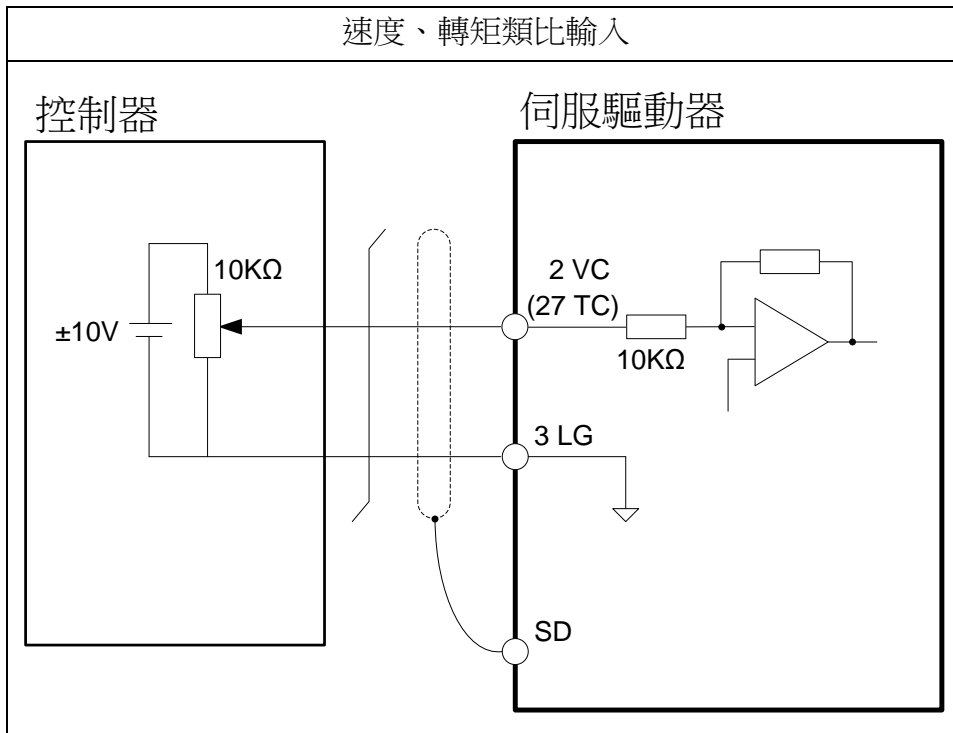 速度、轉矩類比輸入
控制器
伺服驅動器
10KΩ
±10V
2 VC
(27 TC)
10KΩ
3 LG
SD